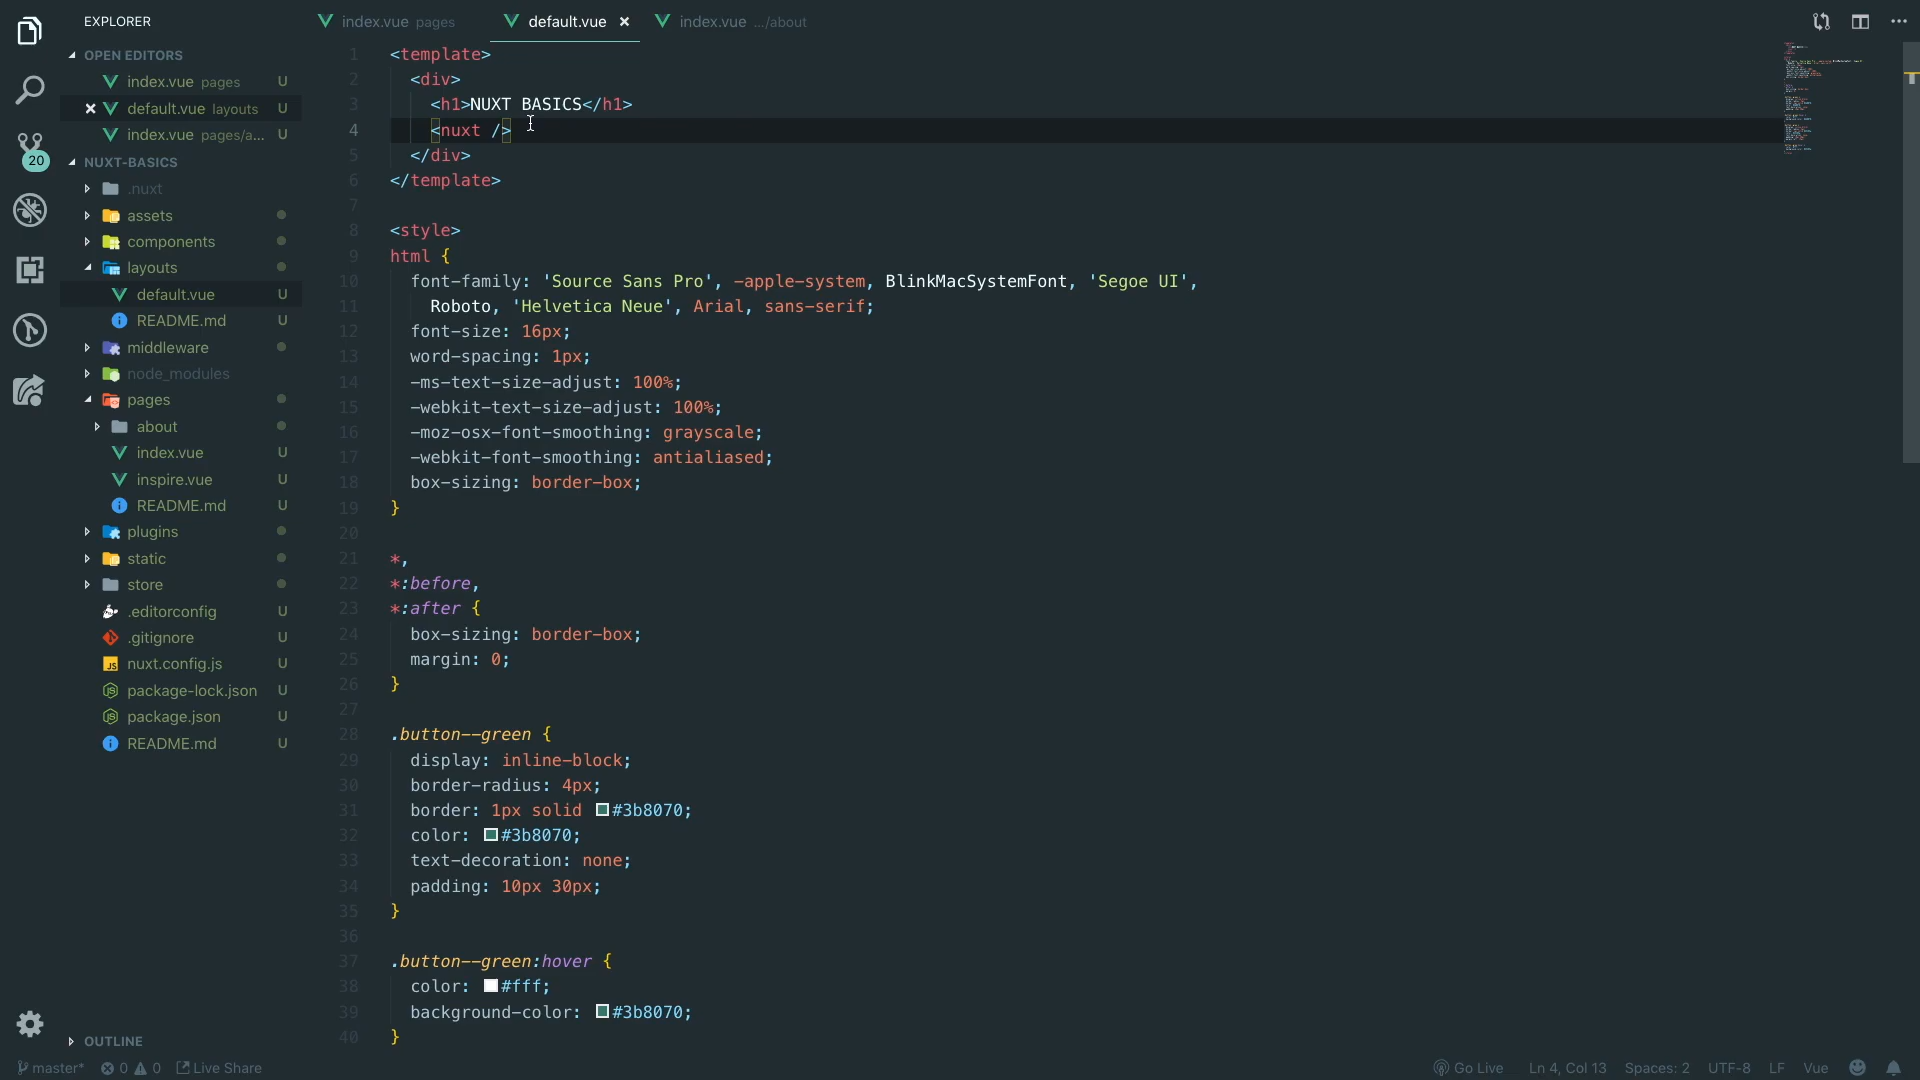 EXPLORER
index.vue pages
default.vue
index.vue .../about
OPEN EDITORS
index.vue pages U
default.vue layouts U
index.vue pages/a... U
20
NUXT-BASICS
.nuxt
assets
components
layouts
default.vue U
README.md U
middleware
node_modules
pages
about
index.vue U
inspire.vue U
README.md U
plugins
static
store
.editorconfig U
.gitignore U
JS nuxt.config.js U
package-lock.json U
package.json U
README.md U
OUTLINE
1 <template>
2 <div>
3 <h1>NUXT BASICS</h1>
4 <nuxt />
5 </div>
6 </template>
7
8 <style>
9 html {
10 font-family: 'Source Sans Pro', -apple-system, BlinkMacSystemFont, 'Segoe UI',
11 Roboto, 'Helvetica Neue', Arial, sans-serif;
12 font-size: 16px;
13 word-spacing: 1px;
14 -ms-text-size-adjust: 100%;
15 -webkit-text-size-adjust: 100%;
16 -moz-osx-font-smoothing: grayscale;
17 -webkit-font-smoothing: antialiased;
18 box-sizing: border-box;
19 }
20
21 *,
22 *:before,
23 *:after {
24 box-sizing: border-box;
25 margin: 0;
26 }
27
28 .button--green {
29 display: inline-block;
30 border-radius: 4px;
31 border: 1px solid #3b8070;
32 color: #3b8070;
33 text-decoration: none;
34 padding: 10px 30px;
35 }
36
37 .button--green:hover {
38 color: #fff;
39 background-color: #3b8070;
40 }
master* 0 0 Live Share
Go Live Ln 4, Col 13 Spaces: 2 UTF-8 LF Vue